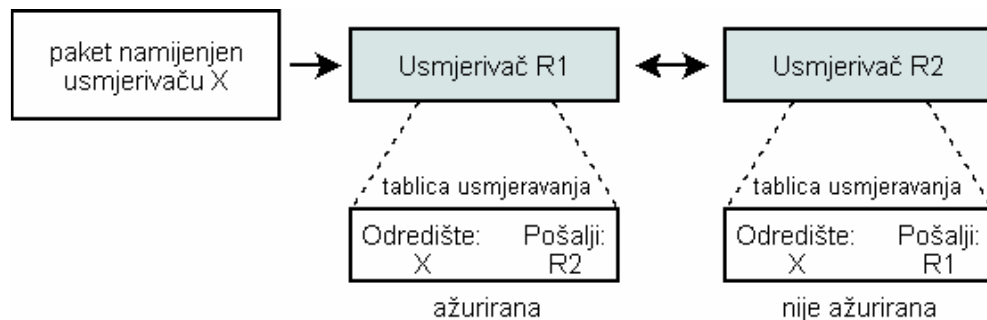 paket namijenjen
usmjerivaču X
Usmjerivač R1
Usmjerivač R2
tablica usmjeravanja
tablica usmjeravanja
Odredište: Pošalji:
X R2
Odredište: Pošalji:
X R1
ažurirana
nije ažurirana